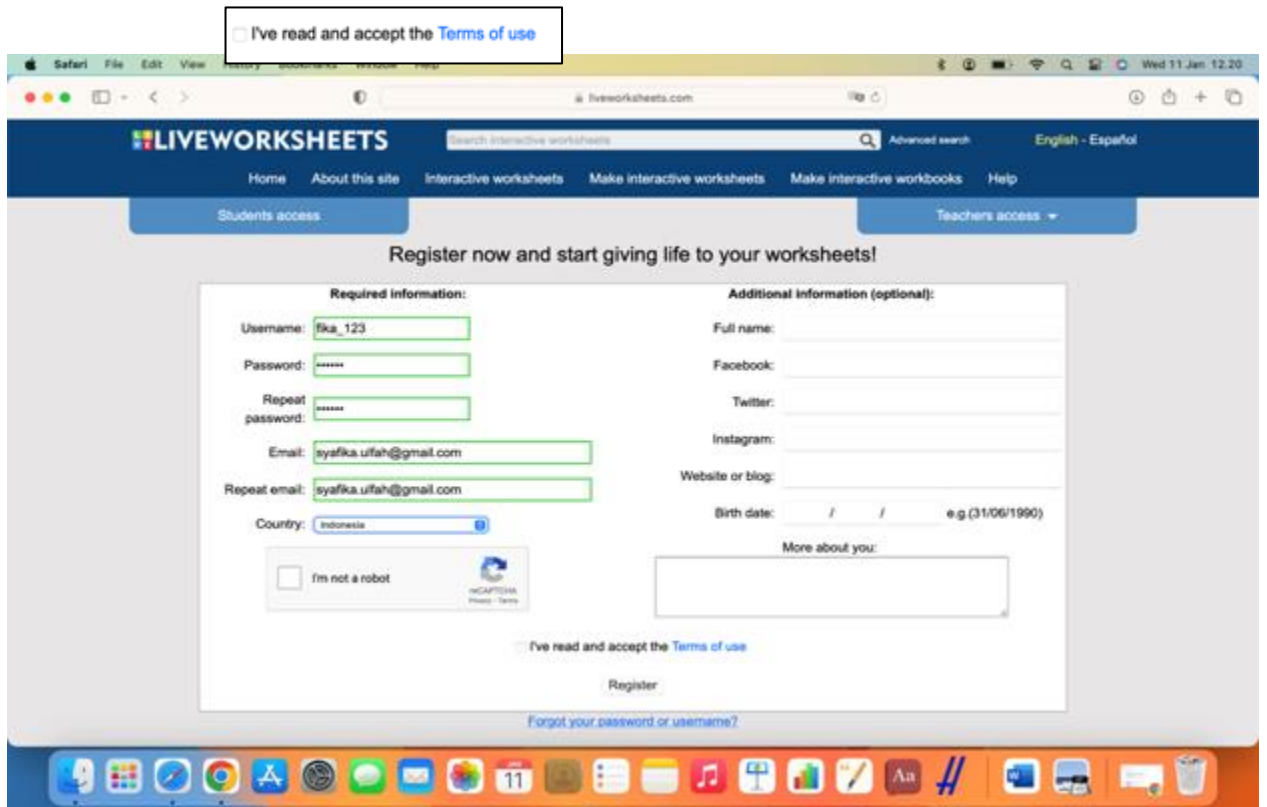 I've read and accept the Terms of use
Safari File Edit View History Bookmarks Window Help
Wed 11 Jan 12.20
liveworksheets.com
LIVEWORKSHEETS
Search interactive worksheets
Advanced search
English - Español
Home About this site Interactive worksheets Make interactive worksheets Make interactive workbooks Help
Students access
Teachers access
Register now and start giving life to your worksheets!
Required information:
Additional information (optional):
Username: fika_123
Full name:
Password:
Facebook:
Repeat
password:
Twitter:
Instagram:
Email: syafika.ulfah@gmail.com
Website or blog:
Repeat email: syafika.ulfah@gmail.com
Birth date: / / e.g.(31/06/1990)
Country: Indonesia
More about you:
I'm not a robot
reCAPTCHA
Privacy - Terms
I've read and accept the Terms of use
Register
Forgot your password or username?
11
Aa